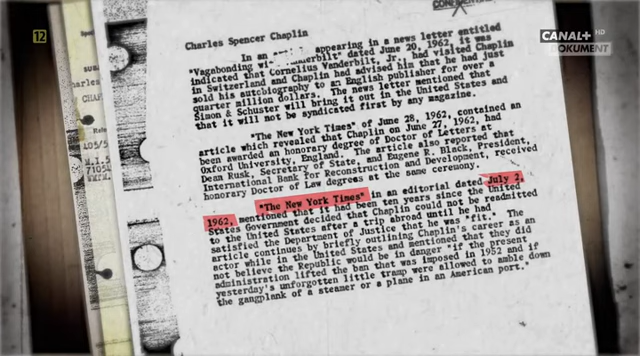 12
CANAL+ HD
DOKUMENT
CONFIDENTIAL
Charles Spencer Chaplin
In an appearing in a news letter entitled
"Vagabonding dated June 20, 1962, it was
indicated that Cornelius Vanderbilt, Jr., had visited Chaplin
in Switzerland and Chaplin had advised him that he had just
sold his autobiography to an English publisher for over a
quarter million dollars. The news letter mentioned that
Simon & Schuster will bring it out in the United States and
that it will not be syndicated first by any magazine.
"The New York Times" of June 28, 1962, contained an
article which revealed that Chaplin on June 27, 1962, had
been awarded an honorary degree of Doctor of Letters at
Oxford University, England. The article also reported that
Dean Rusk, Secretary of State, and Eugene R. Black, President,
International Bank for Reconstruction and Development, received
honorary Doctor of Law degrees at the same ceremony.
"The New York Times" in an editorial dated July 2,
1962, mentioned that it had been ten years since the United
States Government decided that Chaplin could not be readmitted
to the United States after a trip abroad until he had
satisfied the Department of Justice that he was "fit." The
article continues by briefly outlining Chaplin's career as an
actor while in the United States and mentioned that they did
not believe the Republic would be in danger "if the present
administration lifted the ban that was imposed in 1952 and if
yesterday's unforgotten little tramp were allowed to amble down
the gangplank of a steamer or a plane in an American port."